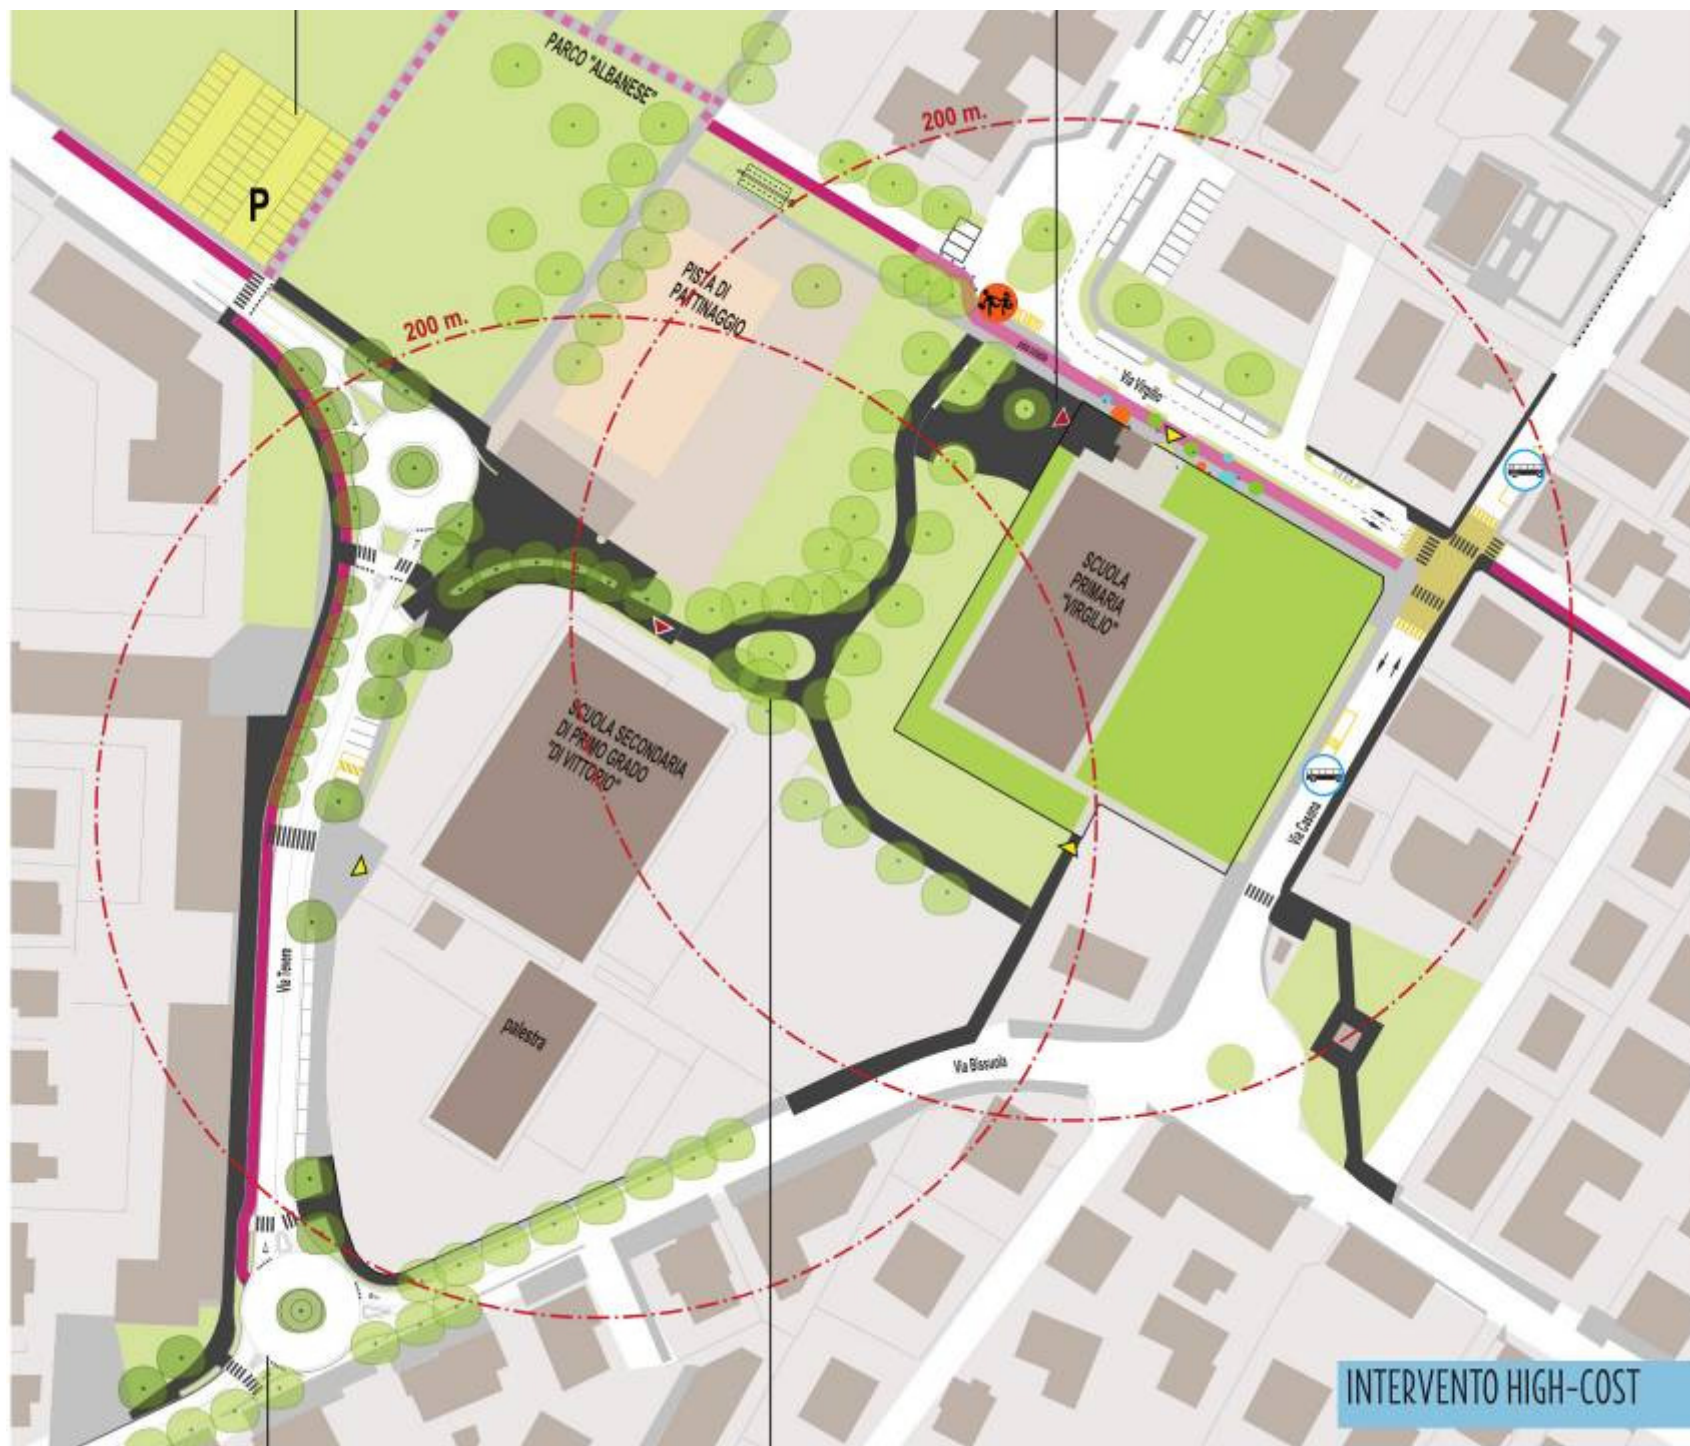 PARCO "ALBANESE"
200 m.
P
PISTA DI
PATTINAGGIO
200 m.
Via Virgilio
SCUOLA
PRIMARIA
"VIRGILIO"
SCUOLA SECONDARIA
DI PRIMO GRADO
"DI VITTORIO"
Via Casona
Via Tevere
palestra
Via Bissuola
INTERVENTO HIGH-COST